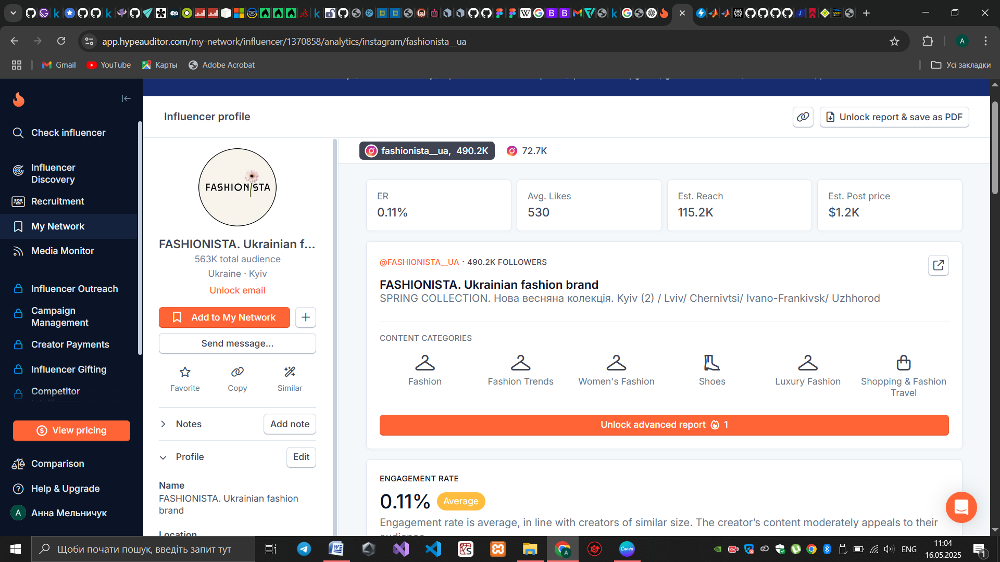 app.hypeauditor.com/my-network/influencer/1370858/analytics/instagram/fashionista__ua
A
Gmail
YouTube
Карты
Adobe Acrobat
Усі закладки
Check influencer
Influencer
Discovery
Recruitment
My Network
Media Monitor
Influencer Outreach
Campaign
Management
Creator Payments
Influencer Gifting
Competitor
View pricing
Comparison
Help & Upgrade
A Анна Мельничук
Influencer profile
Unlock report & save as PDF
FASHIONISTA
FASHIONISTA. Ukrainian f...
563K total audience
Ukraine · Kyiv
Unlock email
Add to My Network
Send message...
Favorite
Copy
Similar
Notes
Add note
Profile
Edit
Name
FASHIONISTA. Ukrainian fashion
brand
Location
fashionista__ua, 490.2K
72.7K
ER
0.11%
Avg. Likes
530
Est. Reach
115.2K
Est. Post price
$1.2K
@FASHIONISTA__UA · 490.2K FOLLOWERS
FASHIONISTA. Ukrainian fashion brand
SPRING COLLECTION. Нова весняна колекція. Kyiv (2) / Lviv/ Chernivtsi/ Ivano-Frankivsk/ Uzhhorod
CONTENT CATEGORIES
Fashion
Fashion Trends
Women's Fashion
Shoes
Luxury Fashion
Shopping & Fashion
Travel
Unlock advanced report 1
ENGAGEMENT RATE
0.11%
Average
Engagement rate is average, in line with creators of similar size. The creator's content moderately appeals to their
audience
Щоби почати пошук, введіть запит тут
Canva
ENG
11:04
16.05.2025
1